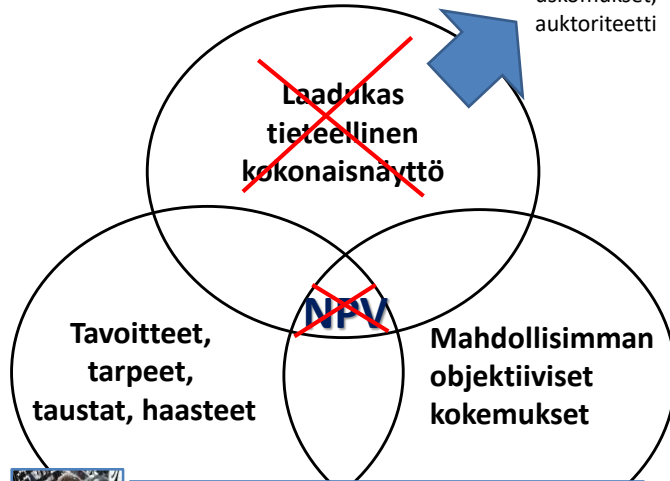 auktoriteetti
Laadukas
tieteellinen
kokonaisnäyttö
NPV
Tavoitteet,
tarpeet,
taustat, haasteet
Mahdollisimman
objektiiviset
kokemukset